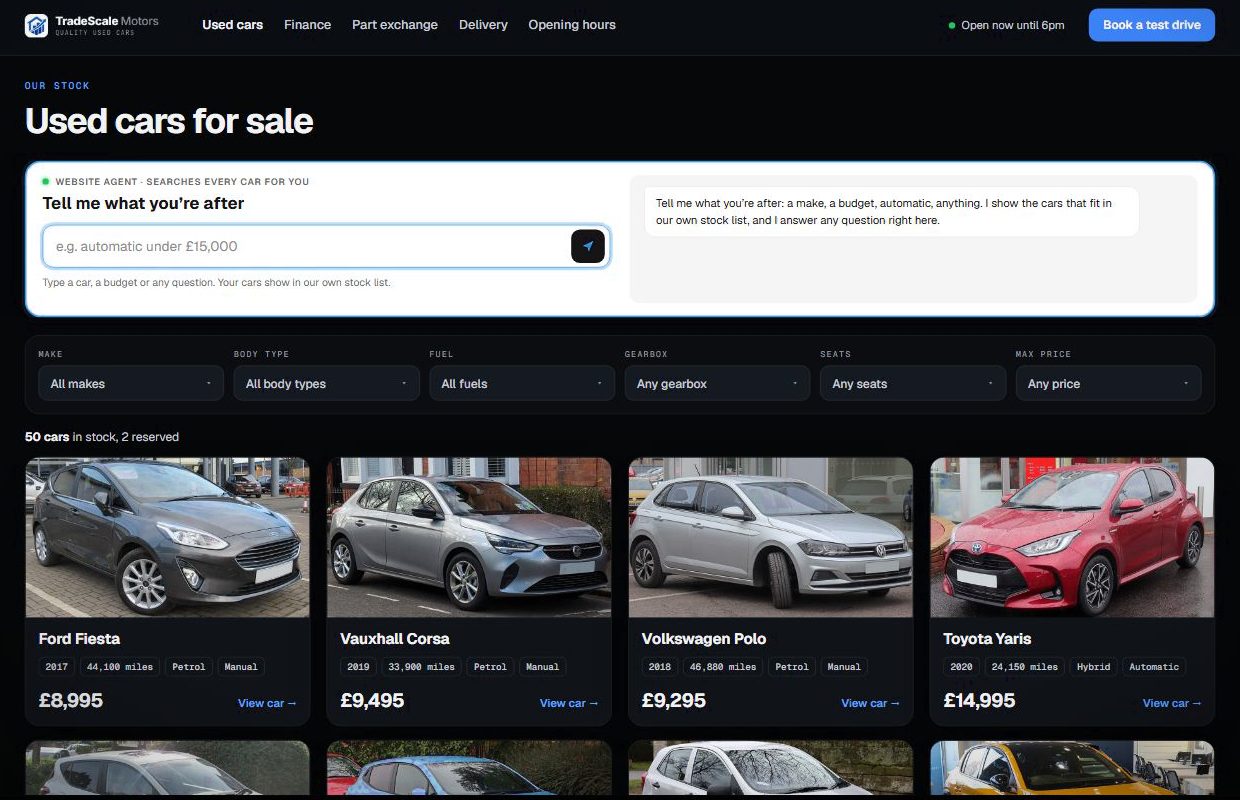 TradeScale Motors
QUALITY USED CARS
Used cars
Finance
Part exchange
Delivery
Opening hours
Open now until 6pm
Book a test drive
OUR STOCK
Used cars for sale
WEBSITE AGENT · SEARCHES EVERY CAR FOR YOU
Tell me what you’re after
e.g. automatic under £15,000
Type a car, a budget or any question. Your cars show in our own stock list.
Tell me what you’re after: a make, a budget, automatic, anything. I show the cars that fit in
our own stock list, and I answer any question right here.
MAKE
BODY TYPE
FUEL
GEARBOX
SEATS
MAX PRICE
All makes
All body types
All fuels
Any gearbox
Any seats
Any price
50 cars in stock, 2 reserved
Ford Fiesta
2017
44,100 miles
Petrol
Manual
£8,995
View car →
Vauxhall Corsa
2019
33,900 miles
Petrol
Manual
£9,495
View car →
Volkswagen Polo
2018
46,880 miles
Petrol
Manual
£9,295
View car →
Toyota Yaris
2020
24,150 miles
Hybrid
Automatic
£14,995
View car →